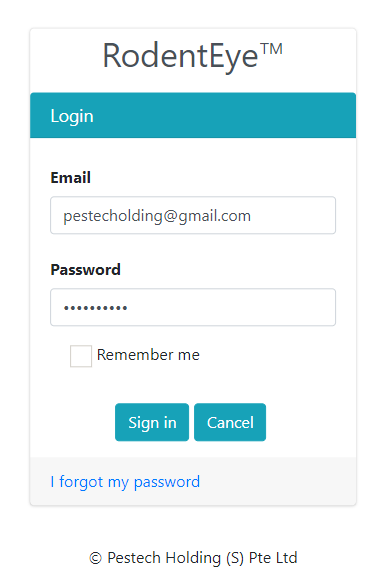 RodentEye™
Login
Email
pestecholding@gmail.com
Password
••••••••••
Remember me
Sign in Cancel
I forgot my password
© Pestech Holding (S) Pte Ltd